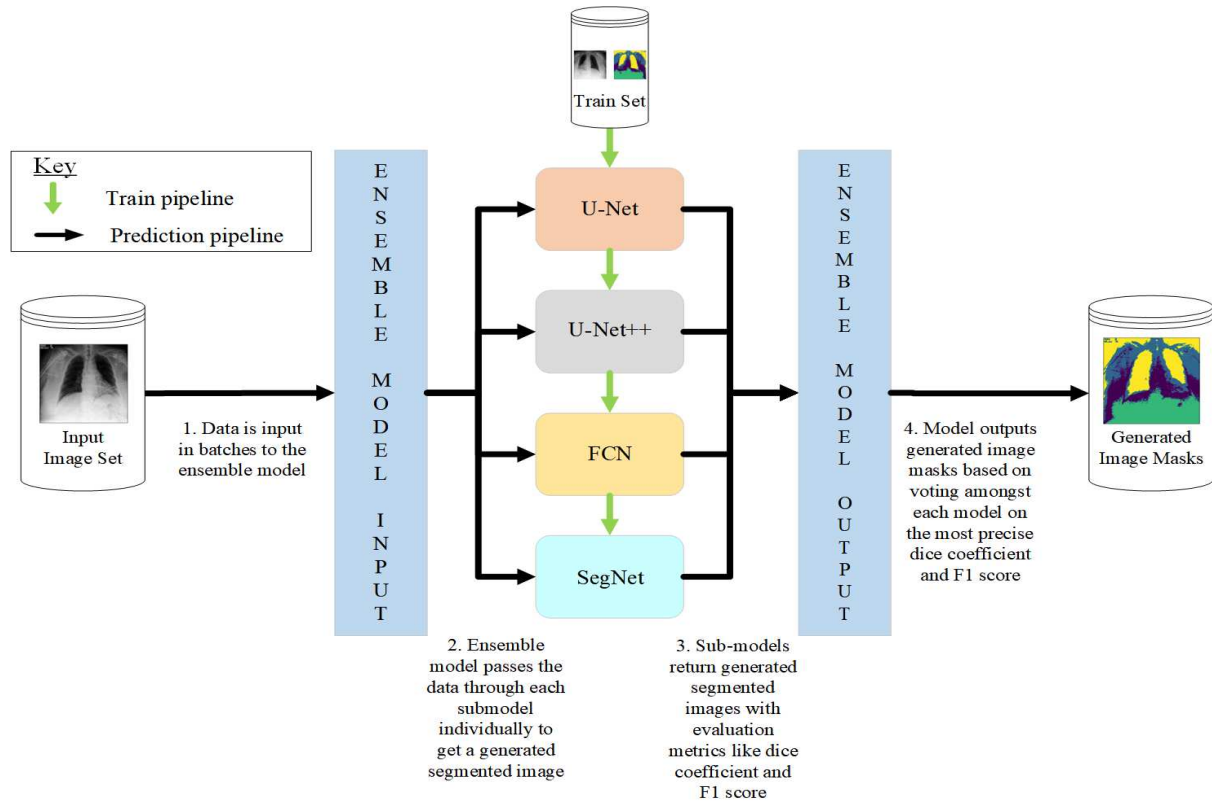 Train Set
Key
Train pipeline
Prediction pipeline
Input
Image Set
1. Data is input
in batches to the
ensemble model
E
N
S
E
M
B
L
E
M
O
D
E
L
I
N
P
U
T
U-Net
U-Net++
FCN
SegNet
2. Ensemble
model passes the
data through each
submodel
individually to
get a generated
segmented image
3. Sub-models
return generated
segmented
images with
evaluation
metrics like dice
coefficient and
F1 score
E
N
S
E
M
B
L
E
M
O
D
E
L
O
U
T
P
U
T
4. Model outputs
generated image
masks based on
voting amongst
each model on
the most precise
dice coefficient
and F1 score
Generated
Image Masks